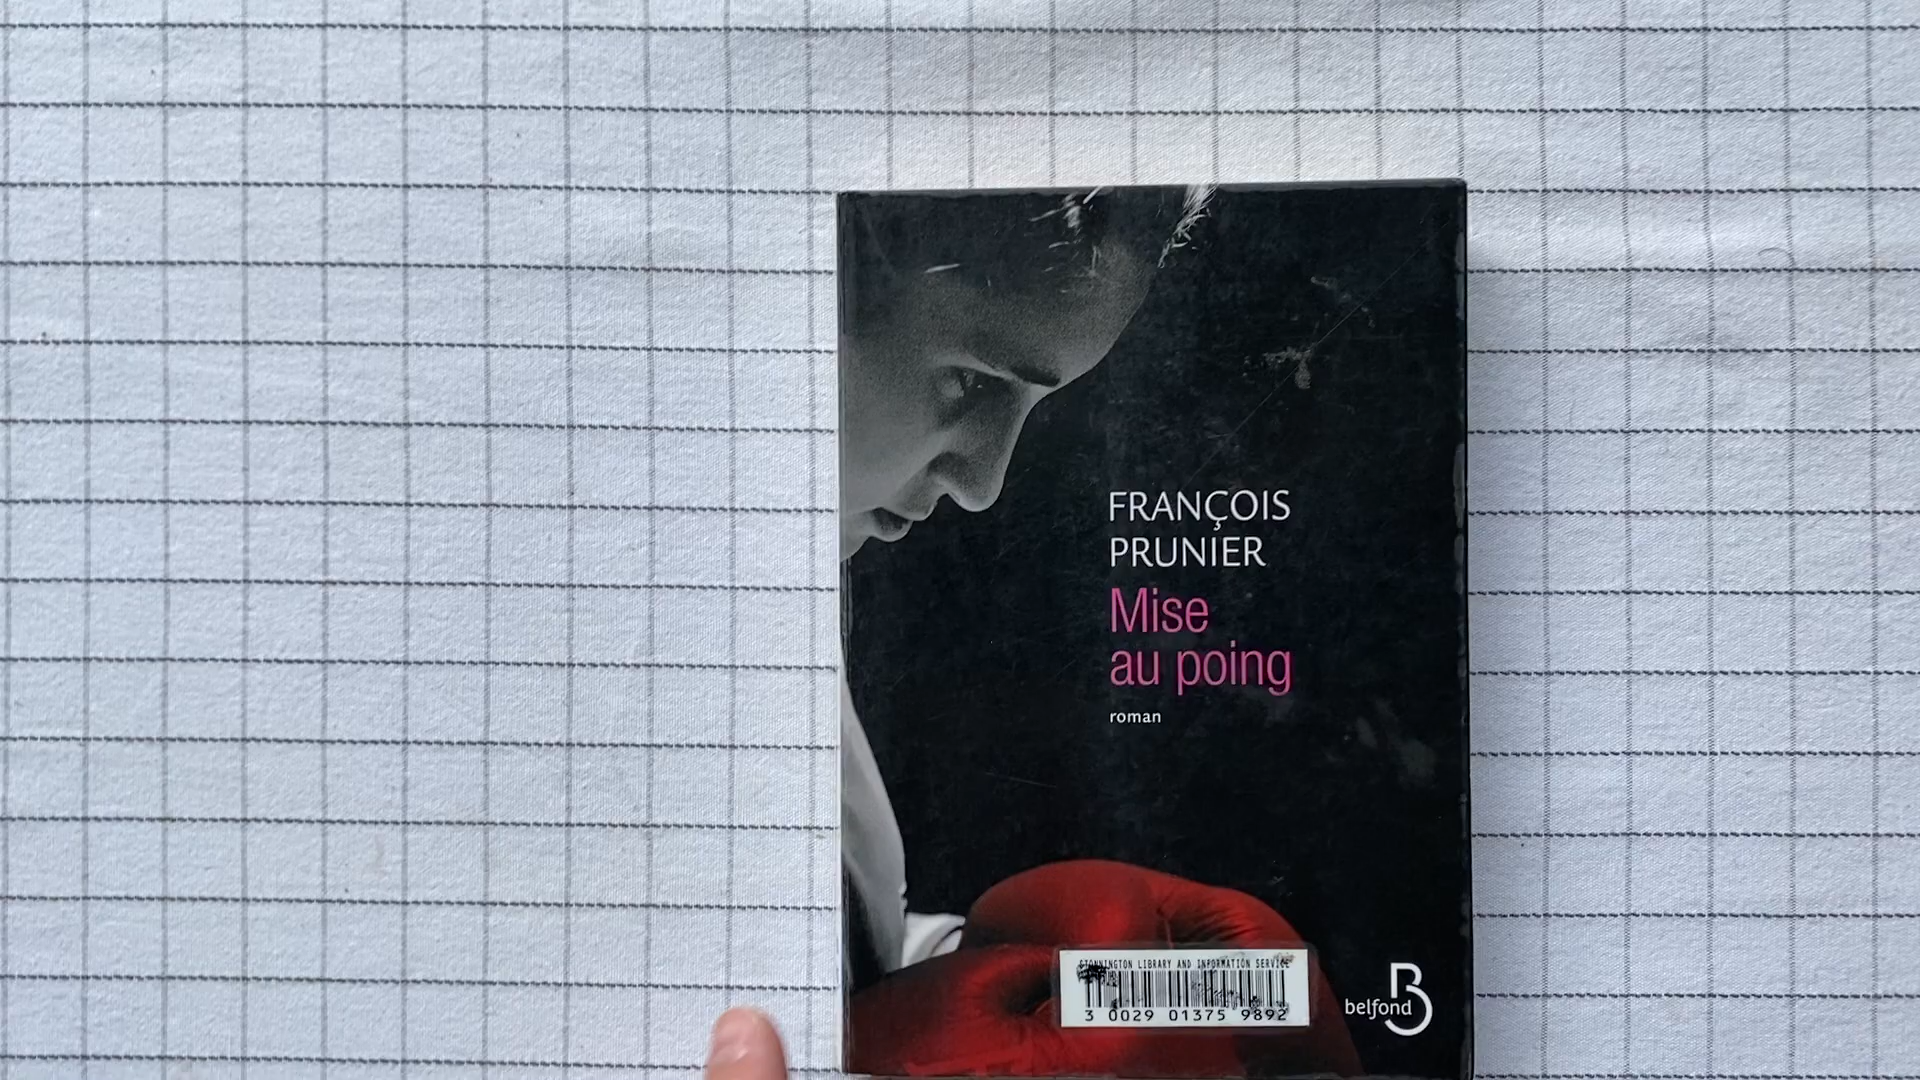 FRANÇOIS
PRUNIER
Mise
au poing
roman
STONNINGTON LIBRARY AND INFORMATION SERVICE
3 0029 01375 9892
belfond